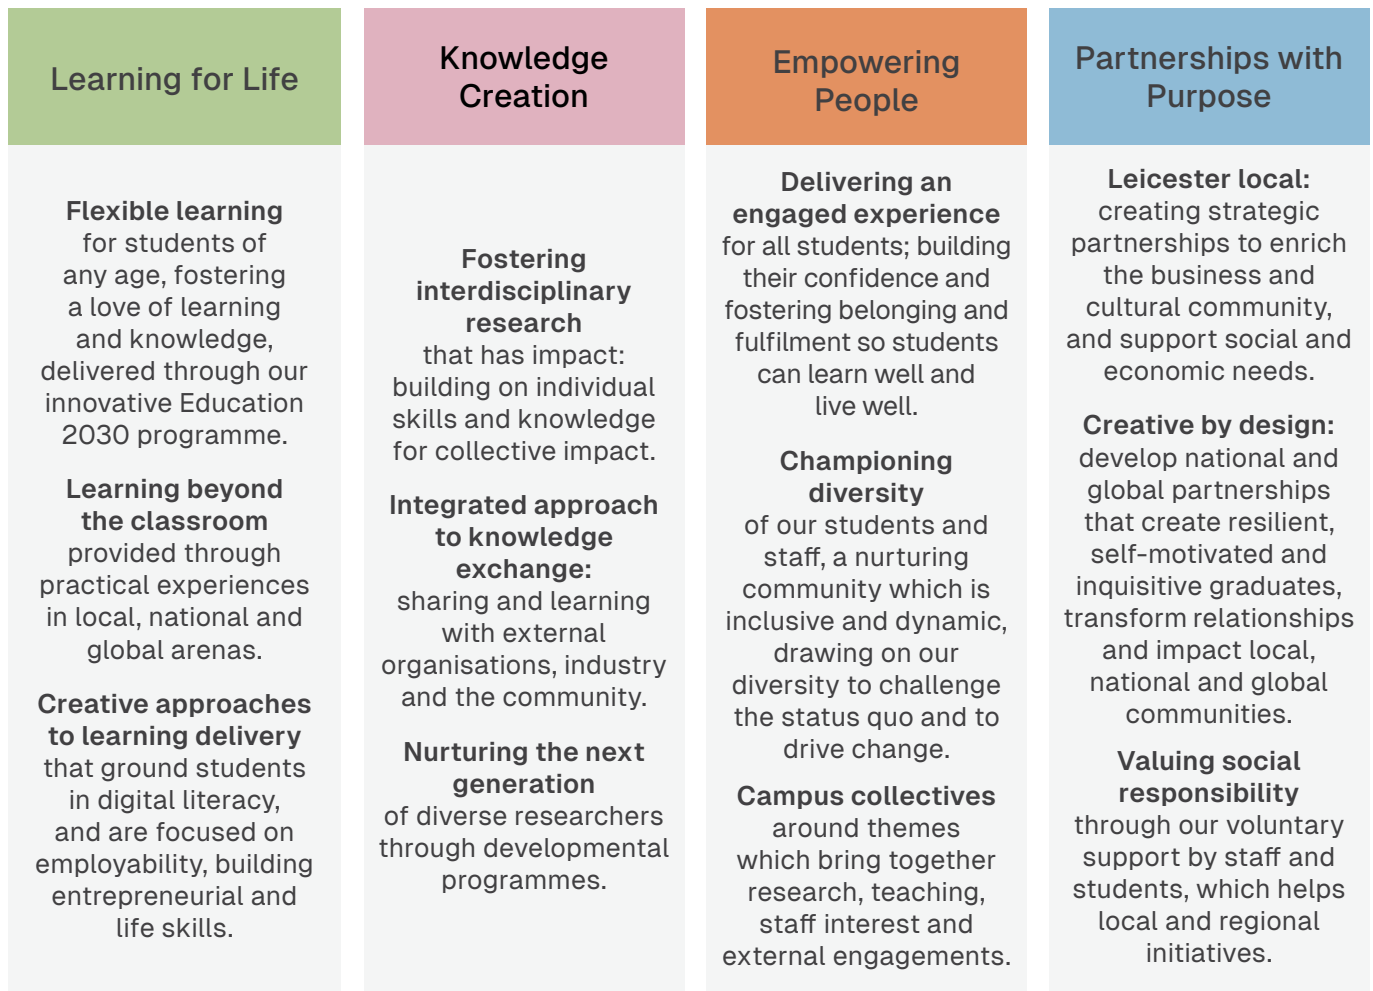 Learning for Life
Flexible learning
for students of
any age, fostering
a love of learning
and knowledge,
delivered through our
innovative Education
2030 programme.
Learning beyond
the classroom
provided through
practical experiences
in local, national and
global arenas.
Creative approaches
to learning delivery
that ground students
in digital literacy,
and are focused on
employability, building
entrepreneurial and
life skills.
Knowledge
Creation
Fostering
interdisciplinary
research
that has impact:
building on individual
skills and knowledge
for collective impact.
Integrated approach
to knowledge
exchange:
sharing and learning
with external
organisations, industry
and the community.
Nurturing the next
generation
of diverse researchers
through developmental
programmes.
Empowering
People
Delivering an
engaged experience
for all students; building
their confidence and
fostering belonging and
fulfilment so students
can learn well and
live well.
Championing
diversity
of our students and
staff, a nurturing
community which is
inclusive and dynamic,
drawing on our
diversity to challenge
the status quo and to
drive change.
Campus collectives
around themes
which bring together
research, teaching,
staff interest and
external engagements.
Partnerships with
Purpose
Leicester local:
creating strategic
partnerships to enrich
the business and
cultural community,
and support social and
economic needs.
Creative by design:
develop national and
global partnerships
that create resilient,
self-motivated and
inquisitive graduates,
transform relationships
and impact local,
national and global
communities.
Valuing social
responsibility
through our voluntary
support by staff and
students, which helps
local and regional
initiatives.